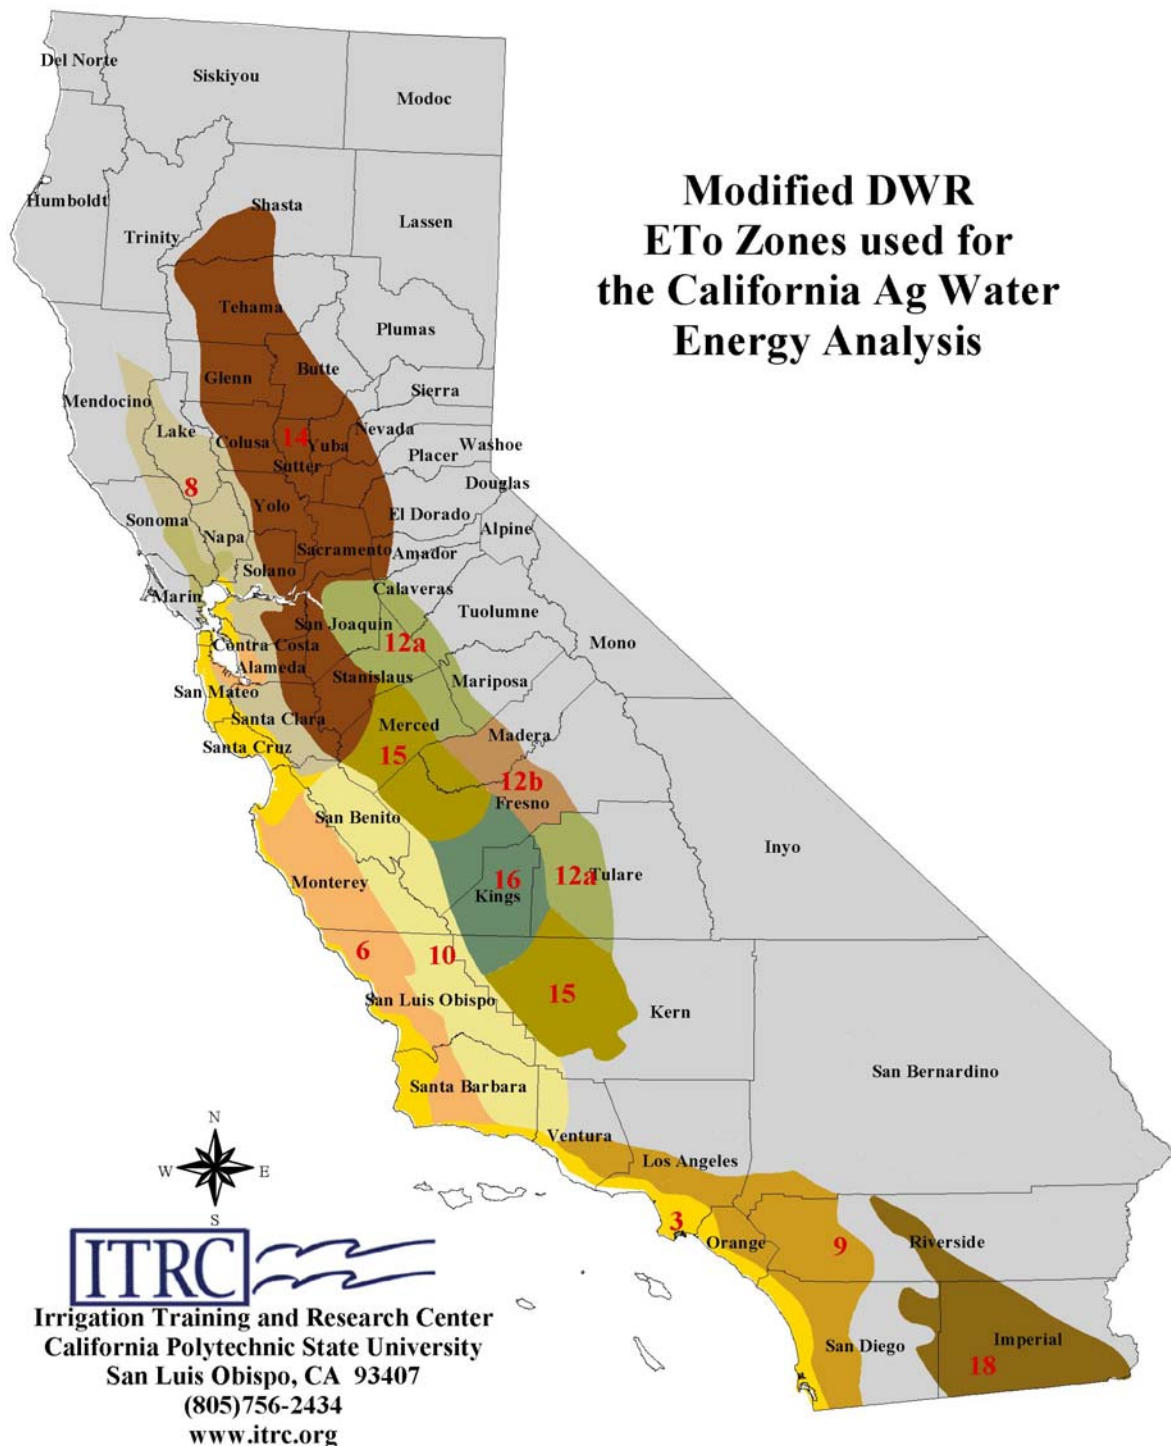 Del Norte
Siskiyou
Modoc
Modified DWR
ETo Zones used for
the California Ag Water
Energy Analysis
Humboldt
Trinity
Shasta
Lassen
Tehama
Plumas
Glenn
Butte
Sierra
Mendocino
Lake
Colusa
14
Yuba
Nevada
Sutter
Placer
Washoe
Douglas
8
Sonoma
Napa
Yolo
El Dorado
Alpine
Sacramento
Amador
Solano
Marin
Calaveras
Tuolumne
San Joaquin
12a
Mono
Contra Costa
Alameda
Stanislaus
Mariposa
San Mateo
Santa Clara
Merced
Madera
Santa Cruz
15
12b
Fresno
San Benito
Inyo
Monterey
16
Kings
12a
Tulare
6
10
San Luis Obispo
15
Kern
San Bernardino
Santa Barbara
Ventura
Los Angeles
3
Orange
9
Riverside
San Diego
Imperial
18
N
W
E
S
ITRC
Irrigation Training and Research Center
California Polytechnic State University
San Luis Obispo, CA 93407
(805)756-2434
www.itrc.org